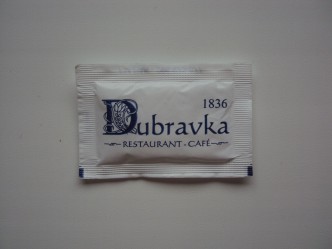 1836
Dubravka
RESTAURANT - CAFÉ